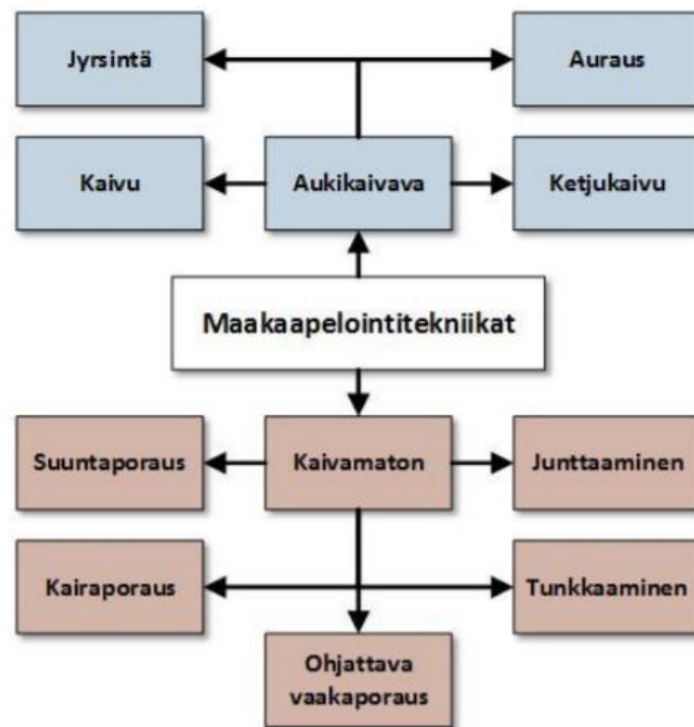 Jyrsintä
Auraus
Kaivu
Aukikaivava
Ketjukaivu
Maakaapelointitekniikat
Suuntaporaus
Kaivamaton
Junttaaminen
Kairaporaus
Tunkkaaminen
Ohjattava
vaakaporaus